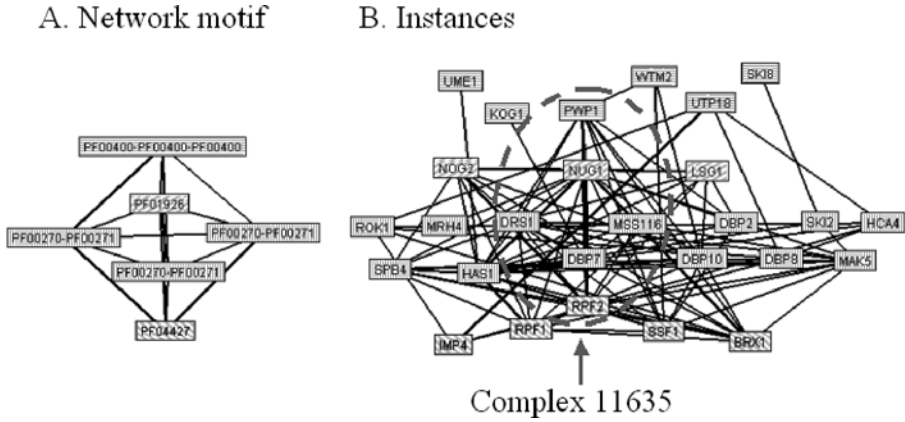 A. Network motif
B. Instances
PF00400-PF00400-PF00400
PF01926
PF00270-PF00271
PF00270-PF00271
PF00270-PF00271
PF04427
UME1
WTM2
SKI8
KOG1
PWP1
UTP18
NOG2
NUG1
LSG1
ROK1
MRH4
DRS1
MSS116
DBP2
SKI2
HCA4
SPB4
HAS1
DBP7
DBP10
DBP8
MAK5
RPF2
IMP4
RPF1
SSF1
BRX1
Complex 11635